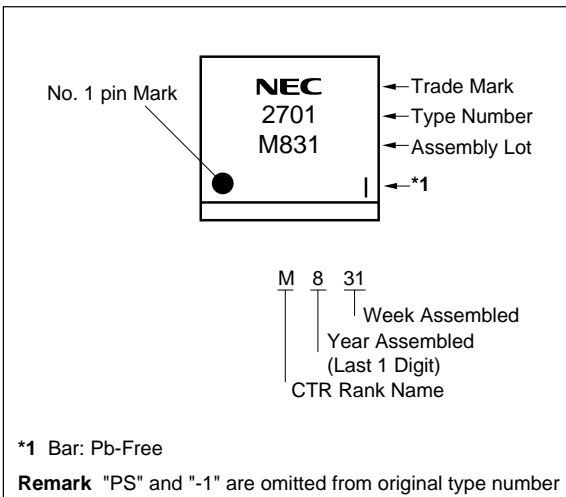 No. 1 pin Mark
NEC
2701
M831
Trade Mark
Type Number
Assembly Lot
*1
M 8 31
Week Assembled
Year Assembled
(Last 1 Digit)
CTR Rank Name
*1 Bar: Pb-Free
Remark "PS" and "-1" are omitted from original type number